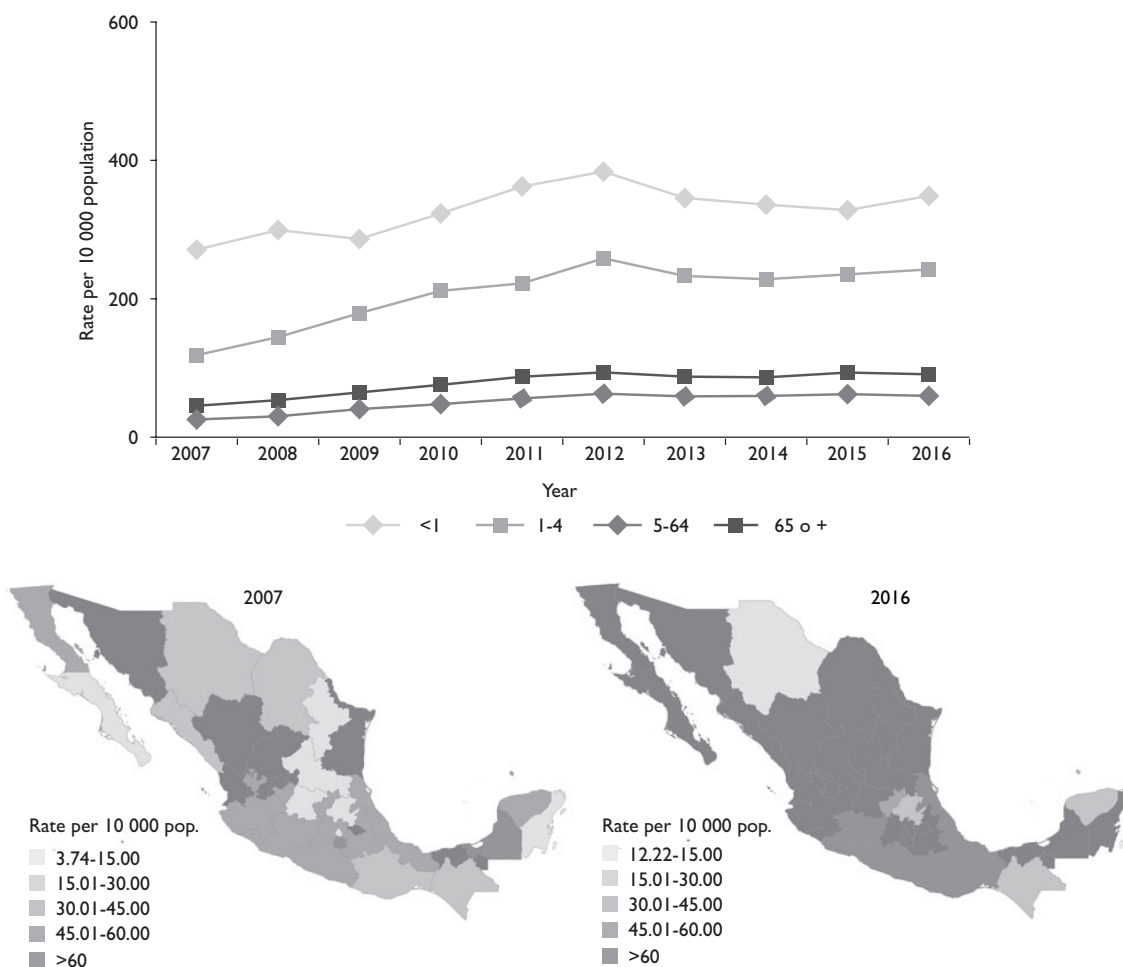 600
400
200
0
Rate per 10 000 population
2007 2008 2009 2010 2011 2012 2013 2014 2015 2016
Year
<1 1-4 5-64 65 o +
2007
Rate per 10 000 pop.
3.74-15.00
15.01-30.00
30.01-45.00
45.01-60.00
>60
2016
Rate per 10 000 pop.
12.22-15.00
15.01-30.00
30.01-45.00
45.01-60.00
>60